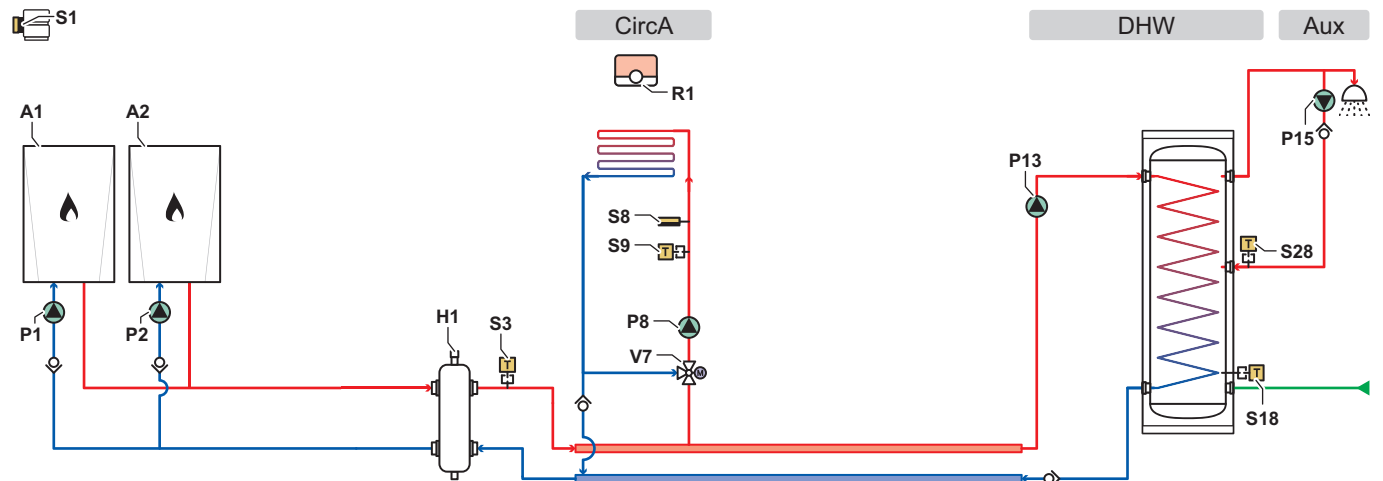 S1
CircA
DHW
Aux
R1
A1
A2
P15
P13
S8
S9
S28
P1
P2
H1
S3
P8
V7
M
S18
T
T
T
T